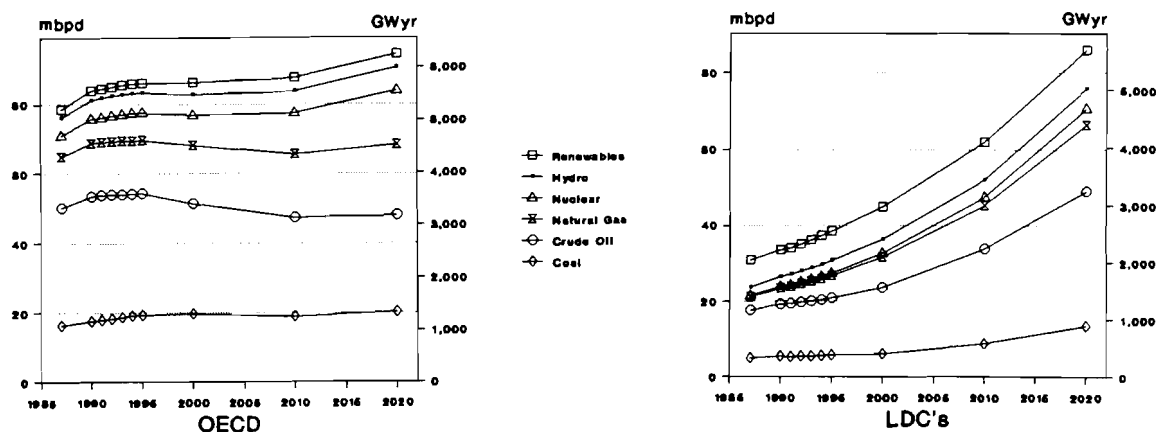 mbpd
GWyr
80
60
40
20
0
6,000
5,000
4,000
3,000
2,000
1,000
0
1985 1990 1995 2000 2005 2010 2015 2020
OECD
Renewables
Hydro
Nuclear
Natural Gas
Crude Oil
Coal
mbpd
GWyr
80
60
40
20
0
5,000
4,000
3,000
2,000
1,000
0
1985 1990 1995 2000 2005 2010 2015 2020
LDC's